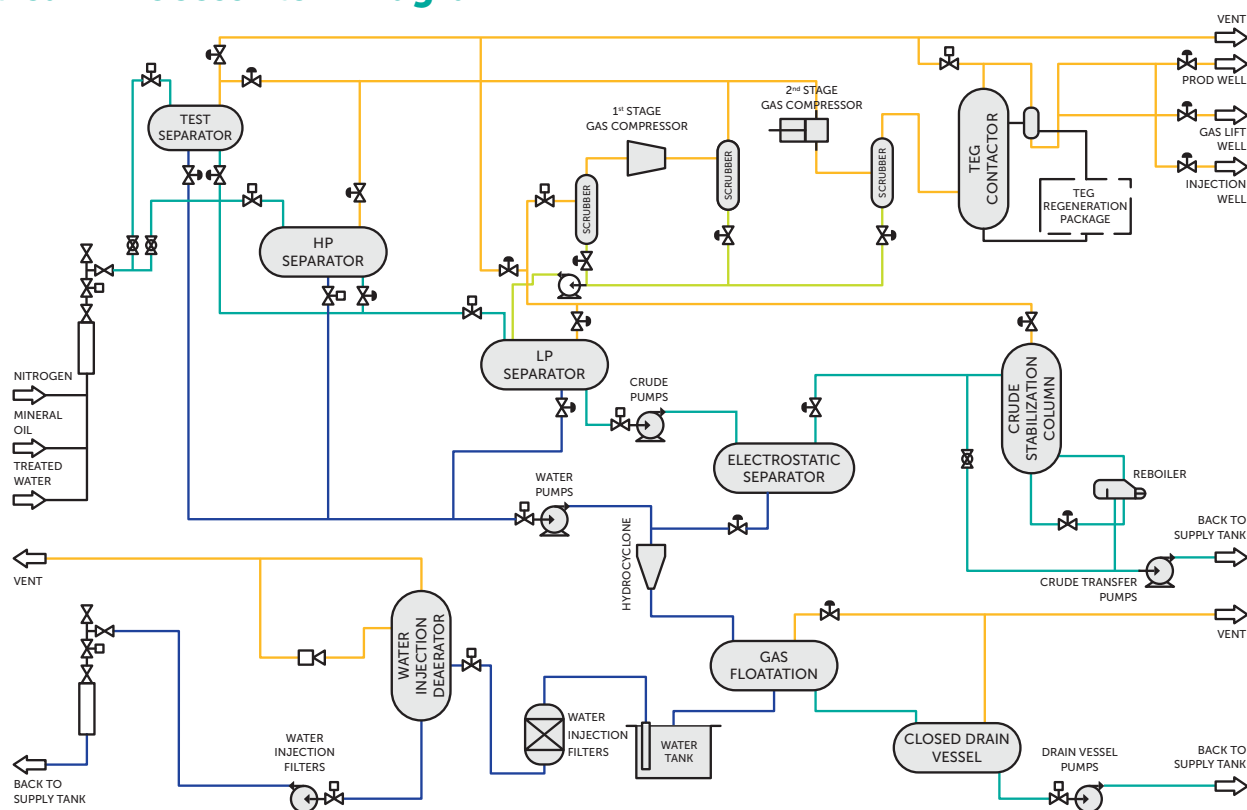 VENT
PROD WELL
GAS LIFT
WELL
INJECTION
WELL
2nd STAGE
GAS COMPRESSOR
1st STAGE
GAS COMPRESSOR
TEST
SEPARATOR
SCRUBBER
SCRUBBER
SCRUBBER
TEG
CONTACTOR
TEG
REGENERATION
PACKAGE
HP
SEPARATOR
LP
SEPARATOR
NITROGEN
MINERAL
OIL
TREATED
WATER
CRUDE
PUMPS
CRUDE
STABILIZATION
COLUMN
ELECTROSTATIC
SEPARATOR
REBOILER
WATER
PUMPS
HYDROCYCLONE
BACK TO
SUPPLY TANK
CRUDE TRANSFER
PUMPS
VENT
VENT
WATER
INJECTION
DEAERATOR
GAS
FLOATATION
WATER
INJECTION
FILTERS
WATER
TANK
CLOSED DRAIN
VESSEL
WATER
INJECTION
FILTERS
DRAIN VESSEL
PUMPS
BACK TO
SUPPLY TANK
BACK TO
SUPPLY TANK